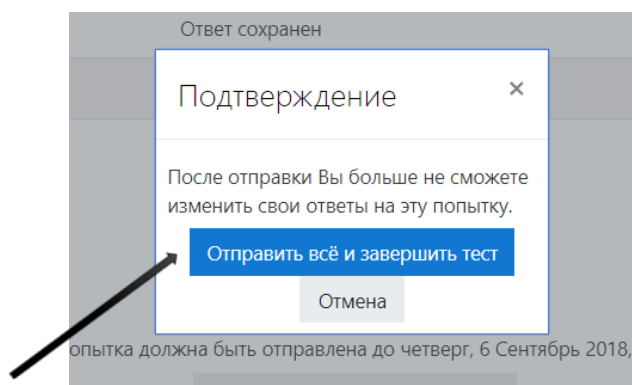 Ответ сохранен
Подтверждение ×
После отправки Вы больше не сможете
изменить свои ответы на эту попытку.
Отправить всё и завершить тест
Отмена
опытка должна быть отправлена до четверг, 6 Сентябрь 2018,